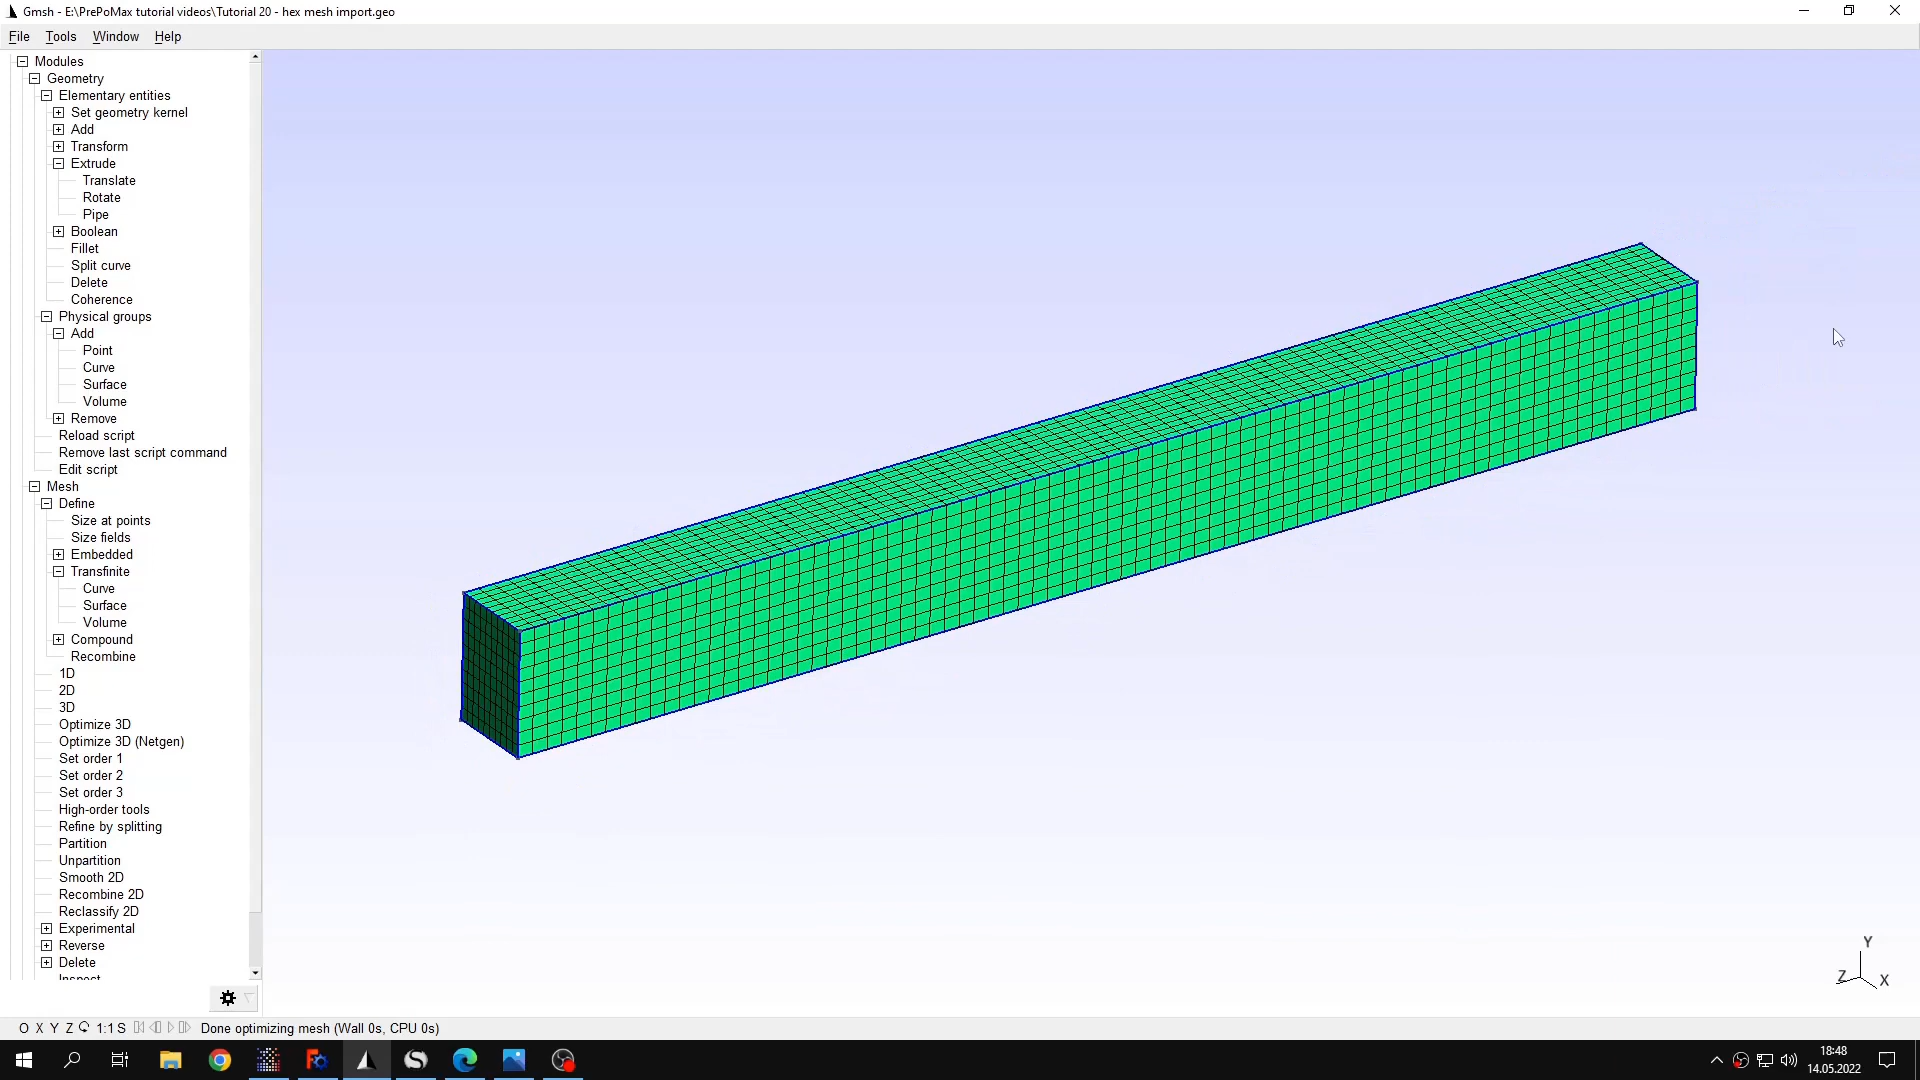 Gmsh - E:\PrePoMax tutorial videos\Tutorial 20 - hex mesh import.geo
File Tools Window Help
Modules
Geometry
Elementary entities
Set geometry kernel
Add
Transform
Extrude
Translate
Rotate
Pipe
Boolean
Fillet
Split curve
Delete
Coherence
Physical groups
Add
Point
Curve
Surface
Volume
Remove
Reload script
Remove last script command
Edit script
Mesh
Define
Size at points
Size fields
Embedded
Transfinite
Curve
Surface
Volume
Compound
Recombine
1D
2D
3D
Optimize 3D
Optimize 3D (Netgen)
Set order 1
Set order 2
Set order 3
High-order tools
Refine by splitting
Partition
Unpartition
Smooth 2D
Recombine 2D
Reclassify 2D
Experimental
Reverse
Delete
Inspect
Y
Z X
O X Y Z 1:1 S Done optimizing mesh (Wall 0s, CPU 0s)
18:48
14.05.2022